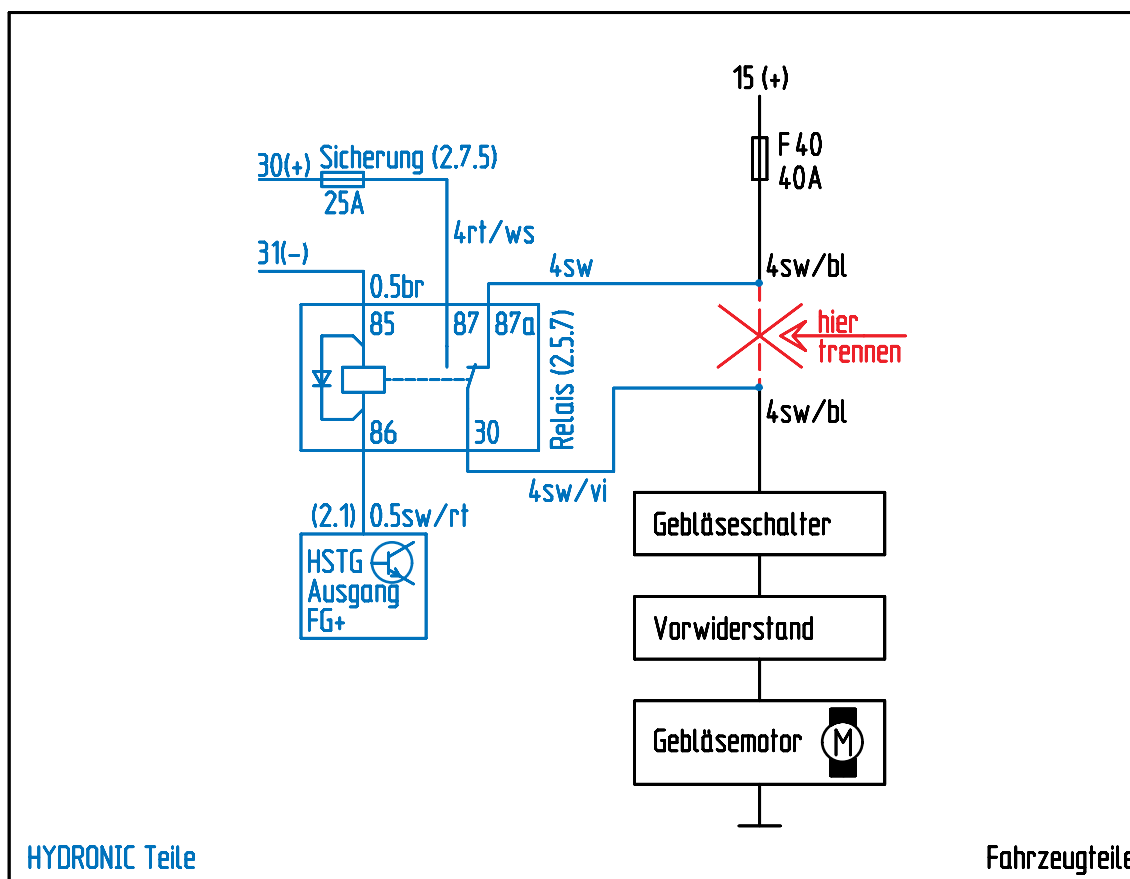 15 (+)
F 40
40A
Sicherung (2.7.5)
30(+)
25A
4rt/ws
31(-)
4sw
4sw/bl
0.5br
85
87
87a
hier
trennen
Relais (2.5.7)
86
30
4sw/bl
4sw/vi
(2.1)
0.5sw/rt
Gebläseschalter
HSTG
Ausgang
FG+
Vorwiderstand
Gebläsemotor
M
HYDRONIC Teile
Fahrzeugteile